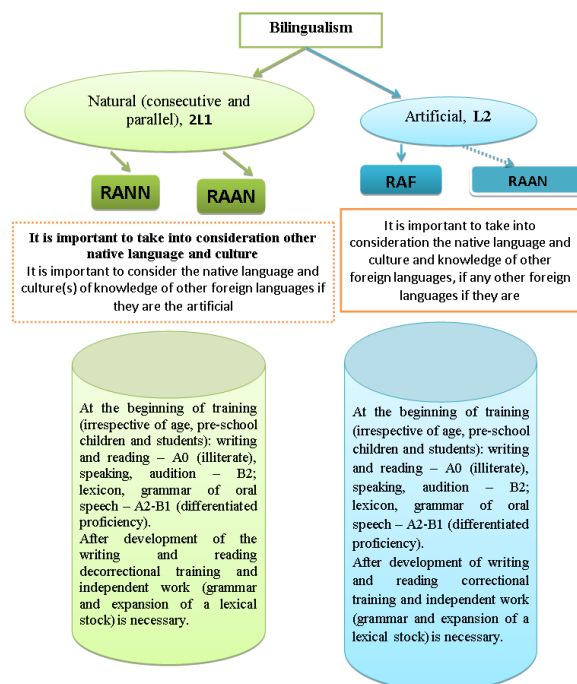 Bilingualism
Natural (consecutive and
parallel), 2L1
Artificial, L2
RANN
RAAN
RAF
RAAN
It is important to take into consideration other
native language and culture
It is important to consider the native language and
culture(s) of knowledge of other foreign languages if
they are the artificial
It is important to take into
consideration the native language and
culture and knowledge of other
foreign languages, if any other foreign
languages if they are
At the beginning of training
(irrespective of age, pre-school
children and students): writing
and reading – A0 (illiterate),
speaking, audition – B2;
lexicon, grammar of oral
speech – A2-B1 (differentiated
proficiency).
After development of the
writing and reading
decorrectional training and
independent work (grammar
and expansion of a lexical
stock) is necessary.
At the beginning of training
(irrespective of age, pre-school
children and students): writing
and reading – A0 (illiterate),
speaking, audition – B2;
lexicon, grammar of oral
speech – A2-B1 (differentiated
proficiency).
After development of writing
and reading correctional
training and independent work
(grammar and expansion of a
lexical stock) is necessary.